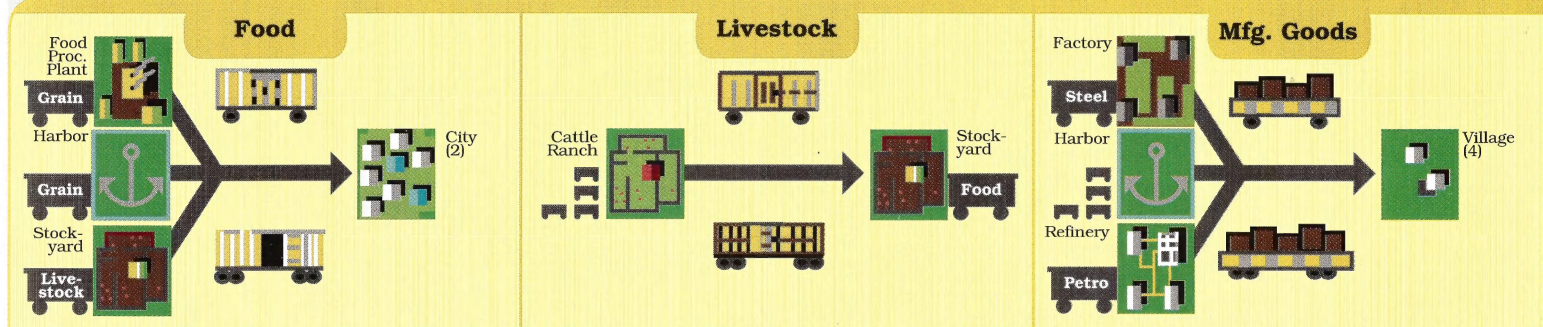 Food
Food
Proc.
Plant
Grain
Harbor
Grain
Stock-
yard
Live-
stock
City
(2)
Livestock
Cattle
Ranch
Stock-
yard
Food
Mfg. Goods
Factory
Steel
Harbor
Refinery
Petro
Village
(4)